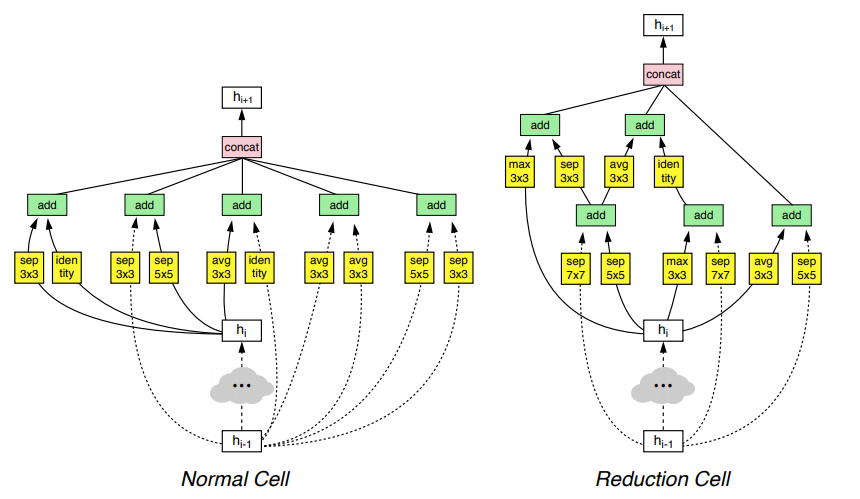 h_{i+1}
concat
add
add
add
add
add
sep
3x3
iden
tity
sep
3x3
sep
5x5
avg
3x3
iden
tity
avg
3x3
avg
3x3
sep
5x5
sep
3x3
h_i
...
h_{i-1}
Normal Cell
h_{i+1}
concat
add
add
max
3x3
sep
3x3
avg
3x3
iden
tity
add
add
add
sep
7x7
sep
5x5
max
3x3
sep
7x7
avg
3x3
sep
5x5
h_i
...
h_{i-1}
Reduction Cell